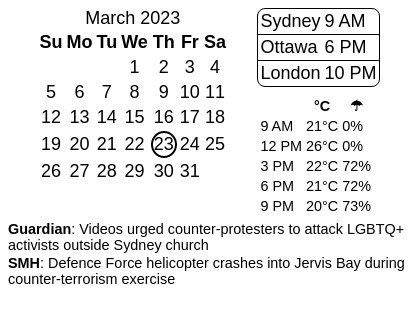 March 2023
Su Mo Tu We Th Fr Sa
1 2 3 4
5 6 7 8 9 10 11
12 13 14 15 16 17 18
19 20 21 22 23 24 25
26 27 28 29 30 31
Sydney 9 AM
Ottawa 6 PM
London 10 PM
°C ☂
9 AM 21°C 0%
12 PM 26°C 0%
3 PM 22°C 72%
6 PM 21°C 72%
9 PM 20°C 73%
Guardian: Videos urged counter-protesters to attack LGBTQ+
activists outside Sydney church
SMH: Defence Force helicopter crashes into Jervis Bay during
counter-terrorism exercise